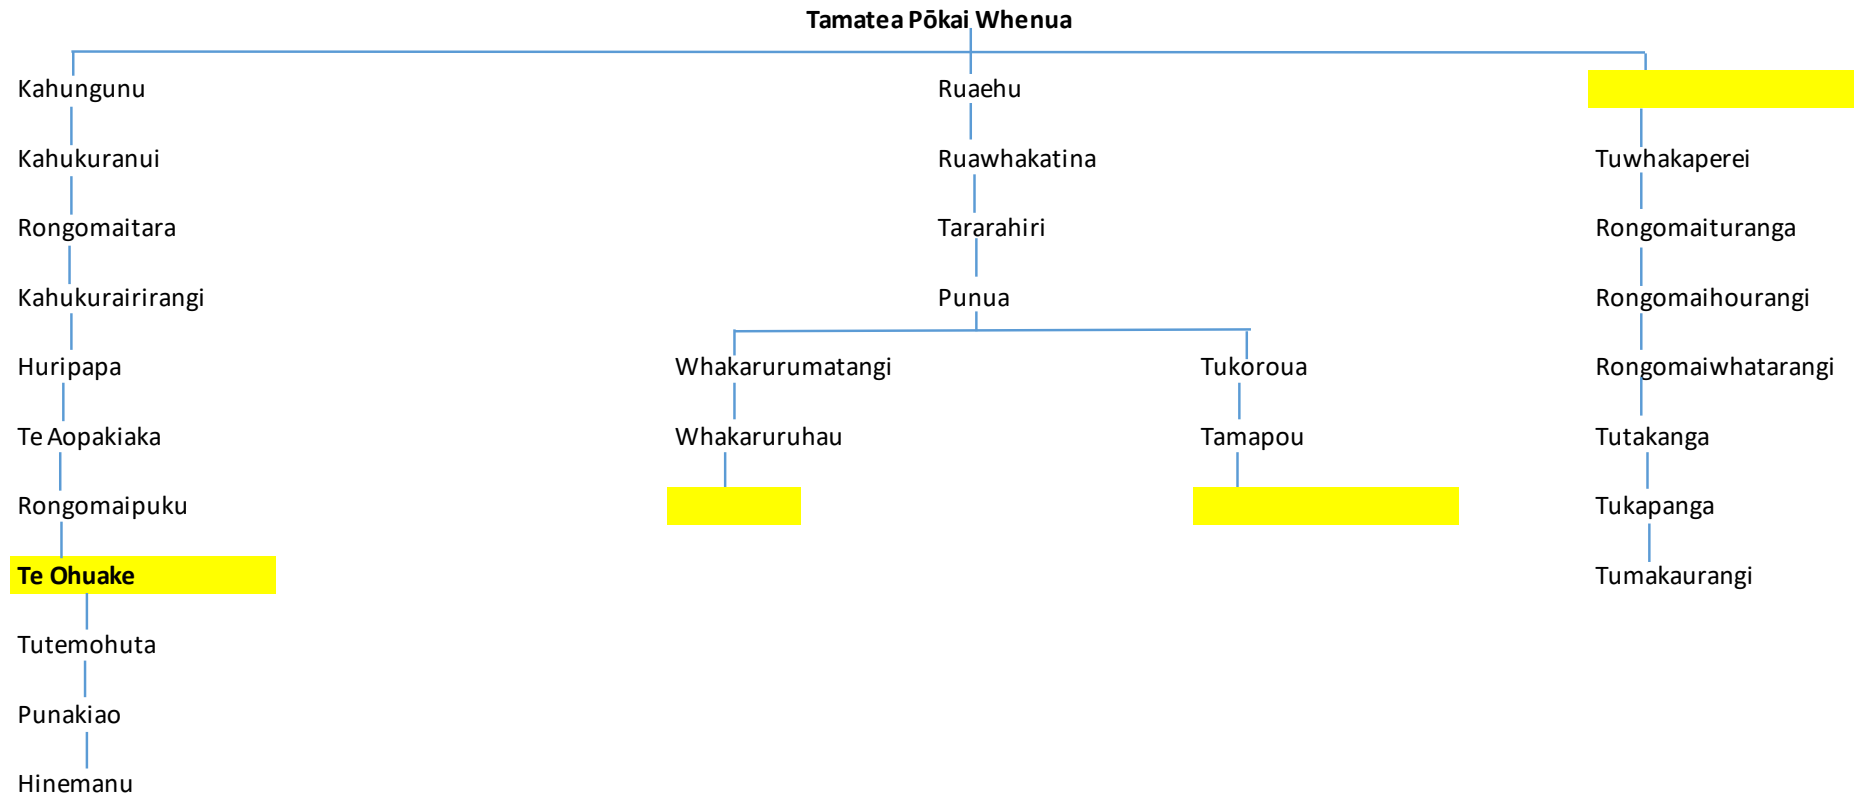 Tamatea Pōkai Whenua
Kahungunu Ruaehu
Kahukuranui Ruawhakatina Tuwhakaperei
Rongomaitara Tararahiri Rongomaituranga
Kahukurairirangi Punua Rongomaihourangi
Huripapa Whakarurumatangi Tukoroua Rongomaiwhatarangi
Te Aopakiaka Whakaruruhau Tamapou Tutakanga
Rongomaipuku Tukapanga
Te Ohuake Tumakaurangi
Tutemohuta
Punakiao
Hinemanu